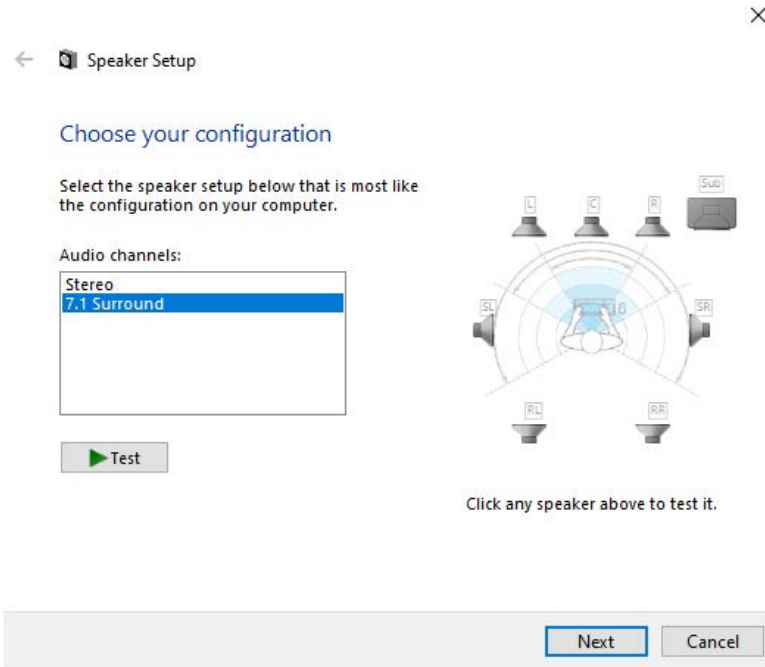 Speaker Setup
Choose your configuration
Select the speaker setup below that is most like
the configuration on your computer.
Audio channels:
Stereo
7.1 Surround
Test
L
C
R
Sub
SL
SR
RL
RR
Click any speaker above to test it.
Next
Cancel